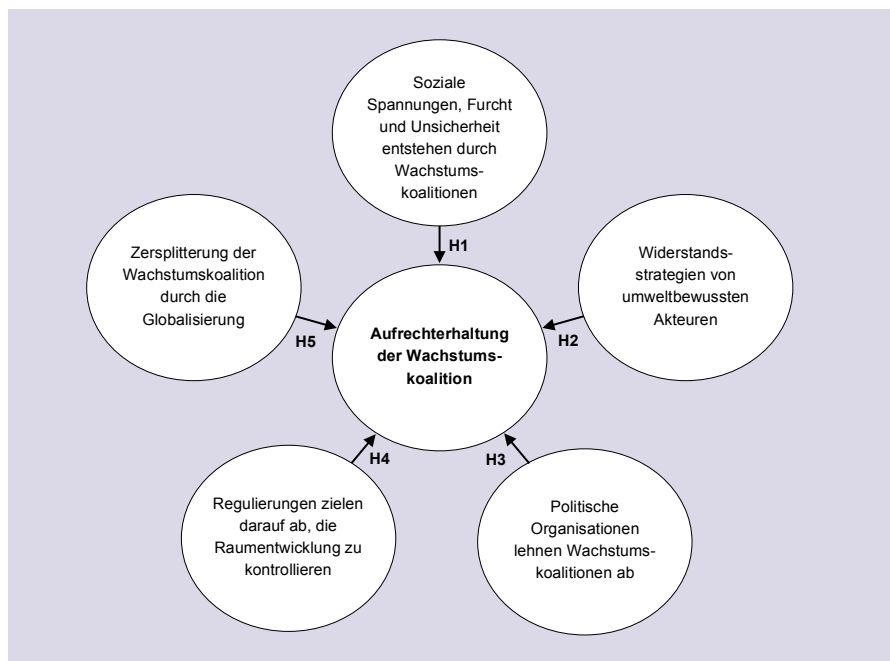 Soziale
Spannungen, Furcht
und Unsicherheit
entstehen durch
Wachstums-
koalitionen
H1
Zersplitterung der
Wachstumskoalition
durch die
Globalisierung
H5
Widerstands-
strategien von
umweltbewussten
Akteuren
H2
Aufrechterhaltung
der Wachstums-
koalition
H4
H3
Regulierungen zielen
darauf ab, die
Raumentwicklung zu
kontrollieren
Politische
Organisationen
lehnen Wachstums-
koalitionen ab